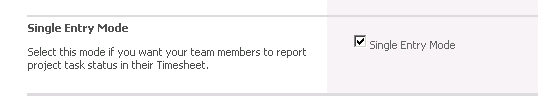 Single Entry Mode
Select this mode if you want your team members to report
project task status in their Timesheet.
Single Entry Mode